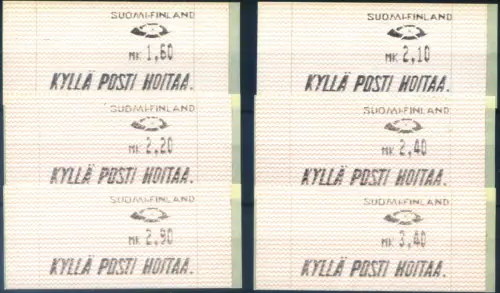 SUOMI-FINLAND
MK 1,60
KYLLÄ POSTI HOITAA.
SUOMI-FINLAND
MK 2,10
KYLLÄ POSTI HOITAA.
SUOMI-FINLAND
MK 2,20
KYLLÄ POSTI HOITAA.
SUOMI-FINLAND
MK 2,40
KYLLÄ POSTI HOITAA.
SUOMI-FINLAND
MK 2,90
KYLLÄ POSTI HOITAA.
SUOMI-FINLAND
MK 3,40
KYLLÄ POSTI HOITAA.